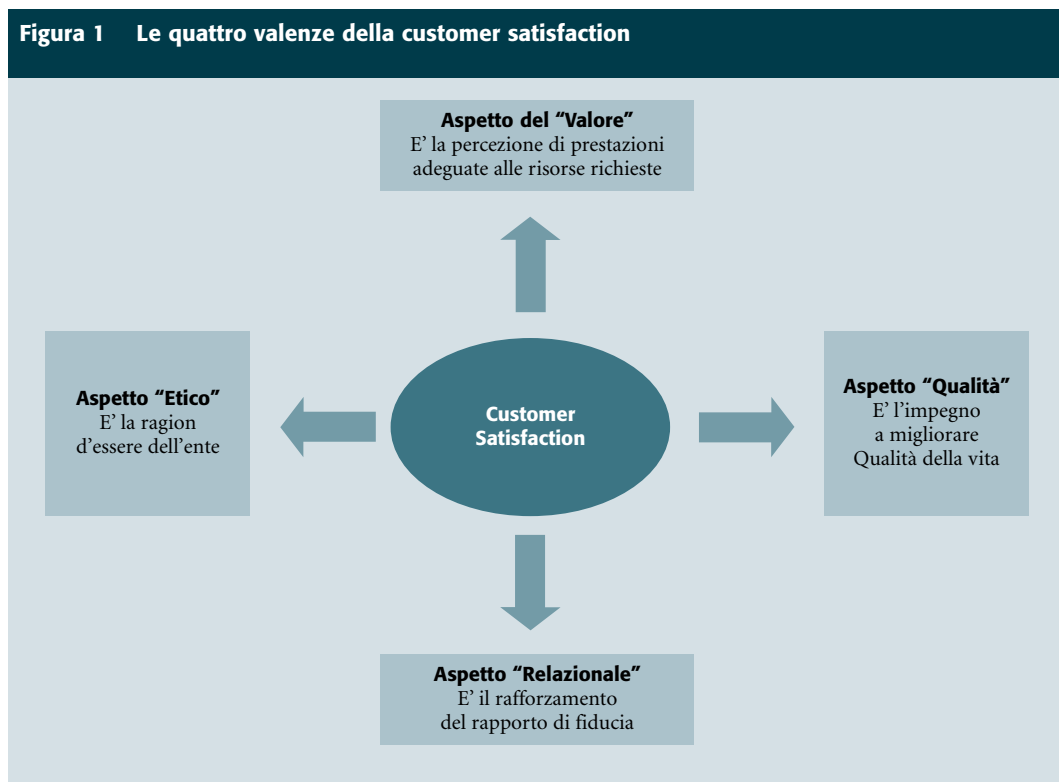 Figura 1 Le quattro valenze della customer satisfaction
Aspetto del “Valore”
E’ la percezione di prestazioni
adeguate alle risorse richieste
Aspetto “Etico”
E’ la ragion
d’essere dell’ente
Customer
Satisfaction
Aspetto “Qualità”
E’ l’impegno
a migliorare
Qualità della vita
Aspetto “Relazionale”
E’ il rafforzamento
del rapporto di fiducia